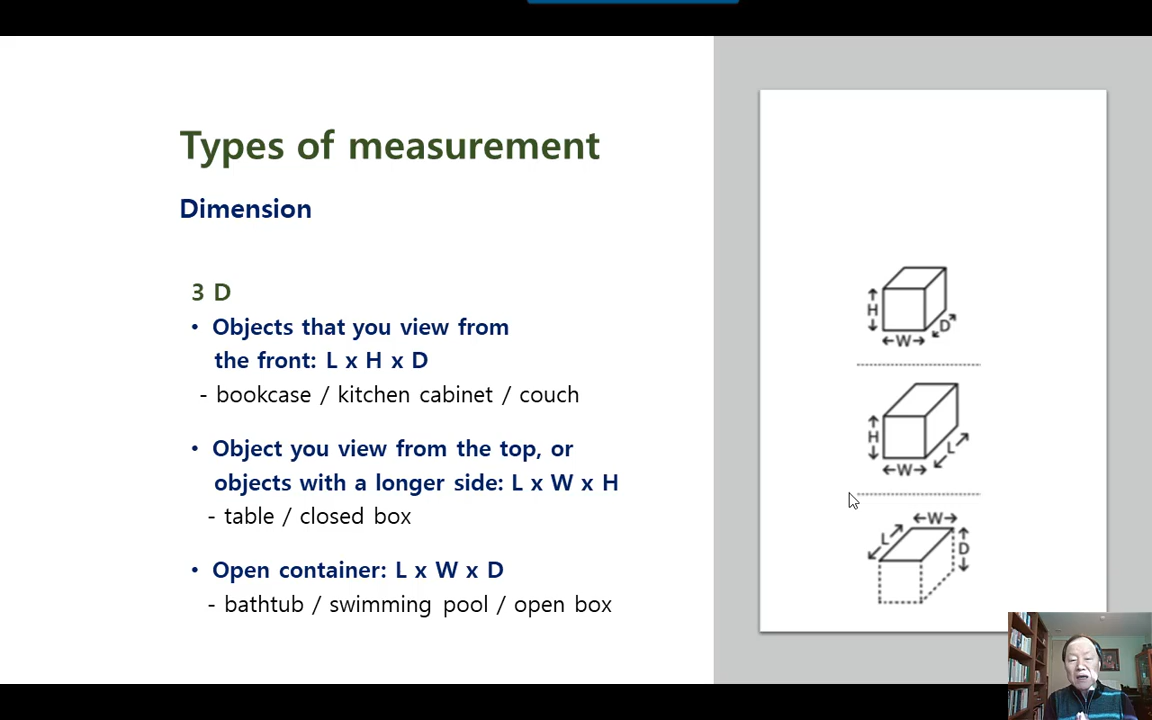 Types of measurement
Dimension
3 D
• Objects that you view from
the front: L x H x D
- bookcase / kitchen cabinet / couch
• Object you view from the top, or
objects with a longer side: L x W x H
- table / closed box
• Open container: L x W x D
- bathtub / swimming pool / open box
H
D
W
H
L
W
W
L
D